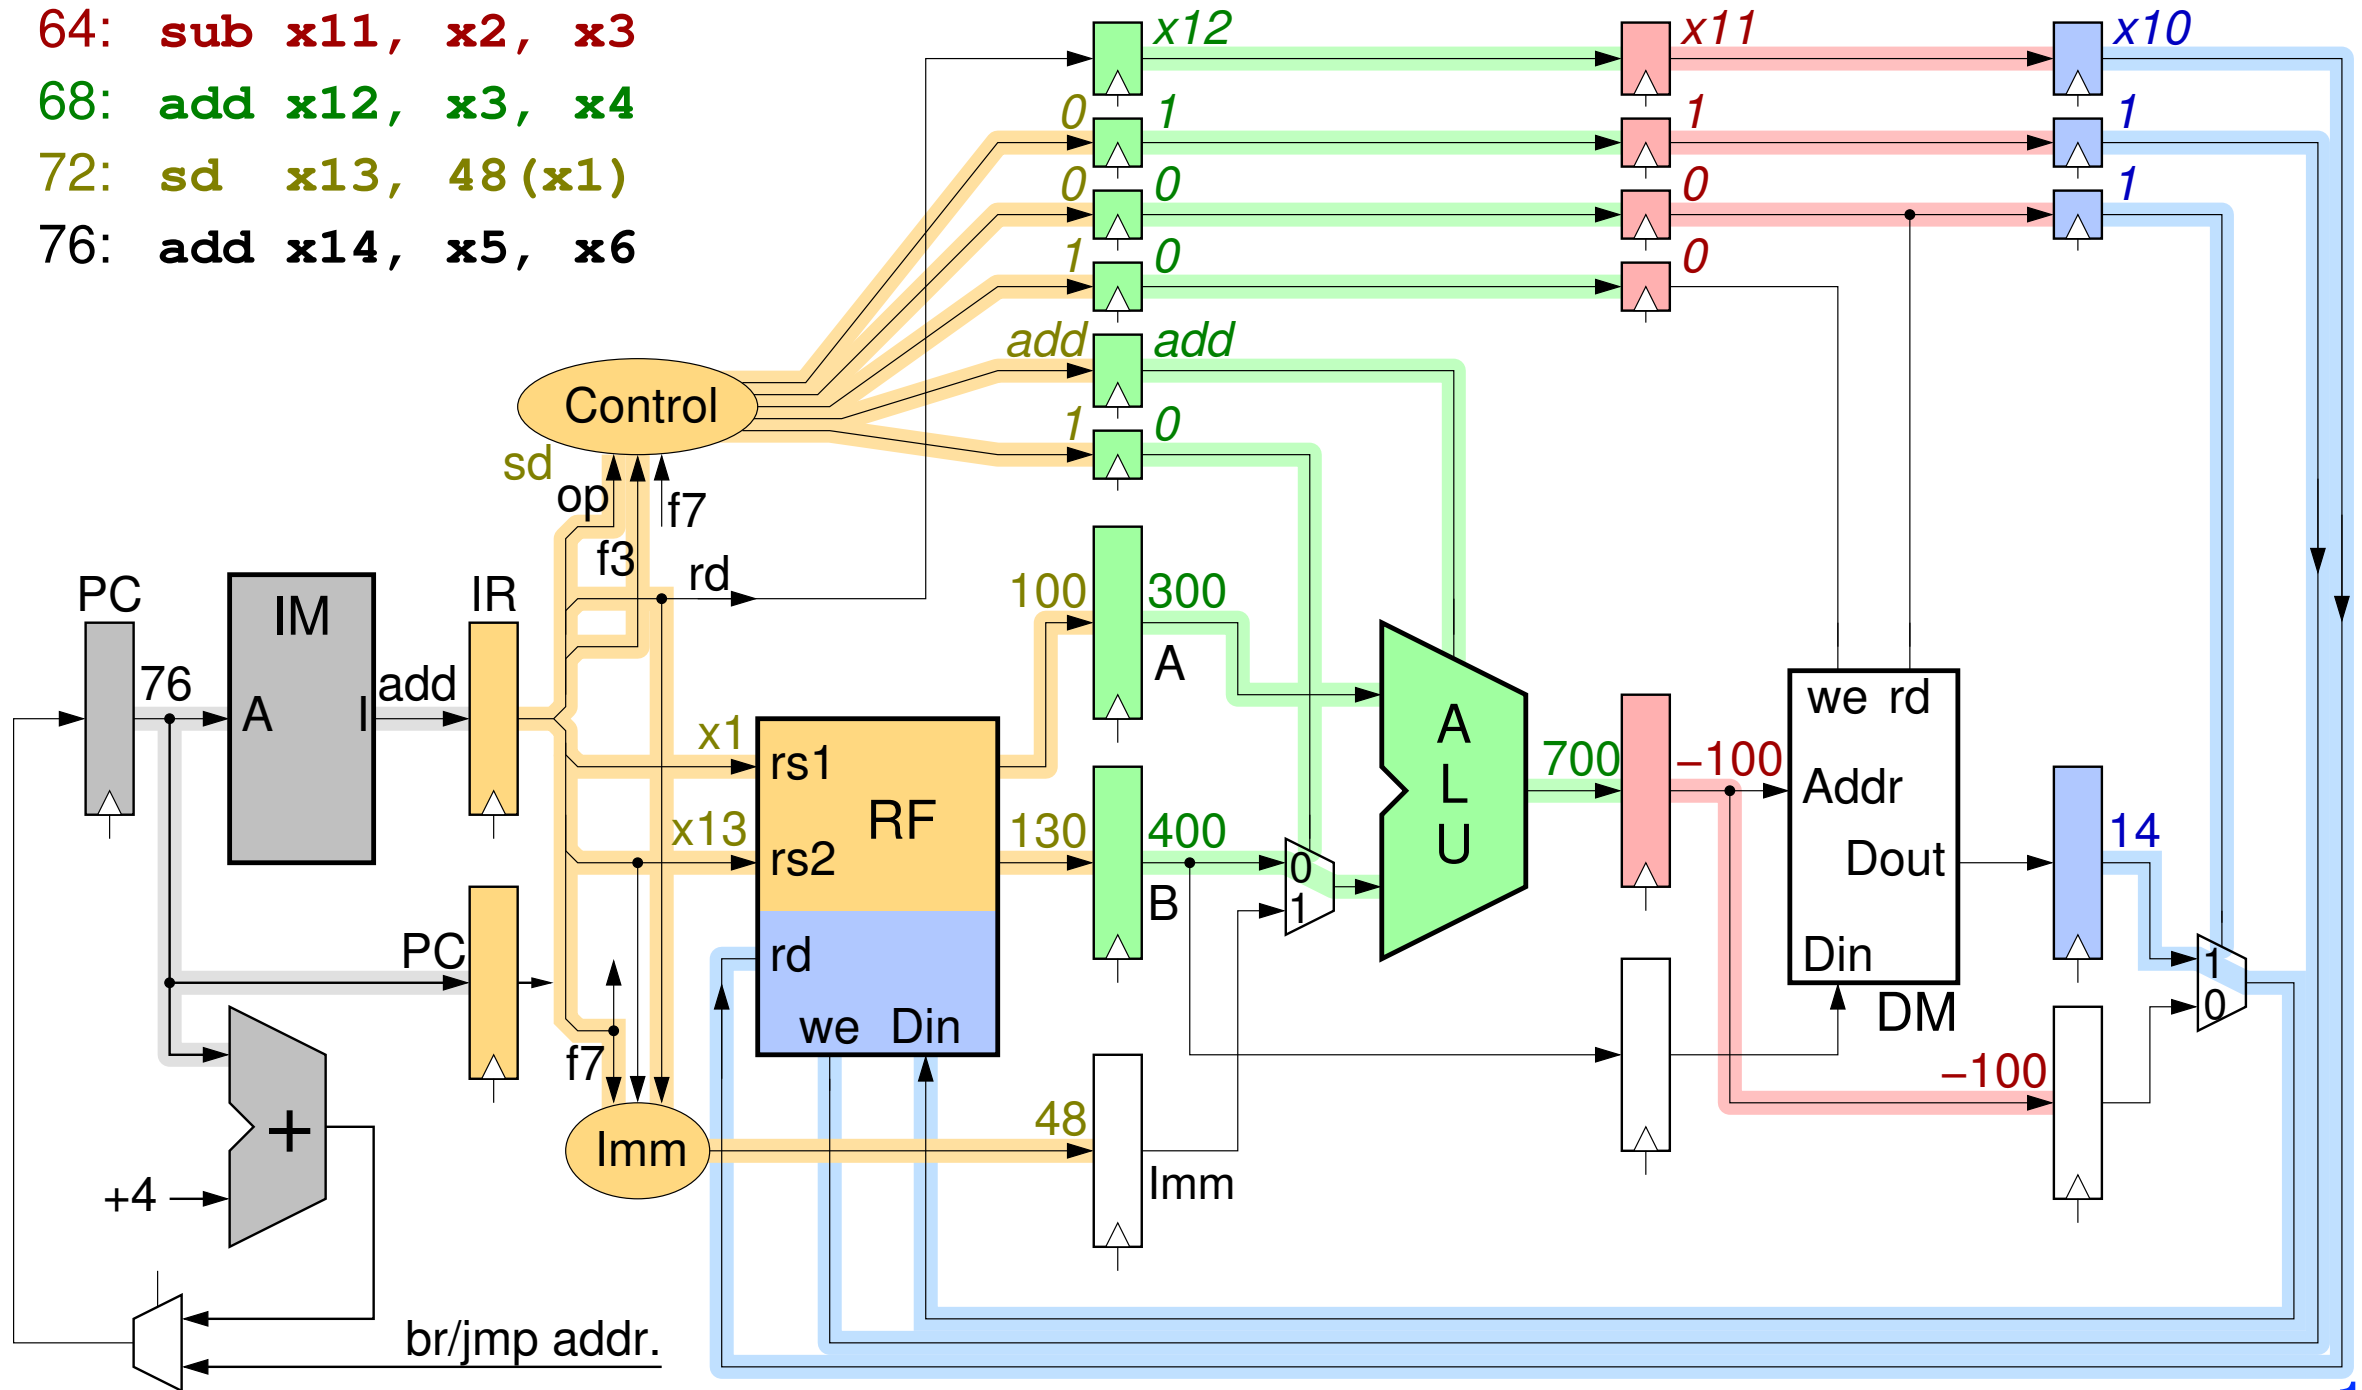 64: sub x11, x2, x3
68: add x12, x3, x4
72: sd x13, 48(x1)
76: add x14, x5, x6
x12
x11
x10
0
1
1
1
0
0
0
1
1
0
0
add
add
1
0
Control
sd
op
f7
f3
rd
PC
IM
IR
76
A
I
add
PC
+
+4
br/jmp addr.
f7
Imm
x1
rs1
x13
rs2
RF
rd
we Din
100
300
A
130
400
B
48
Imm
0
1
A
L
U
700
−100
we rd
Addr
Dout
Din
DM
14
−100
1
0